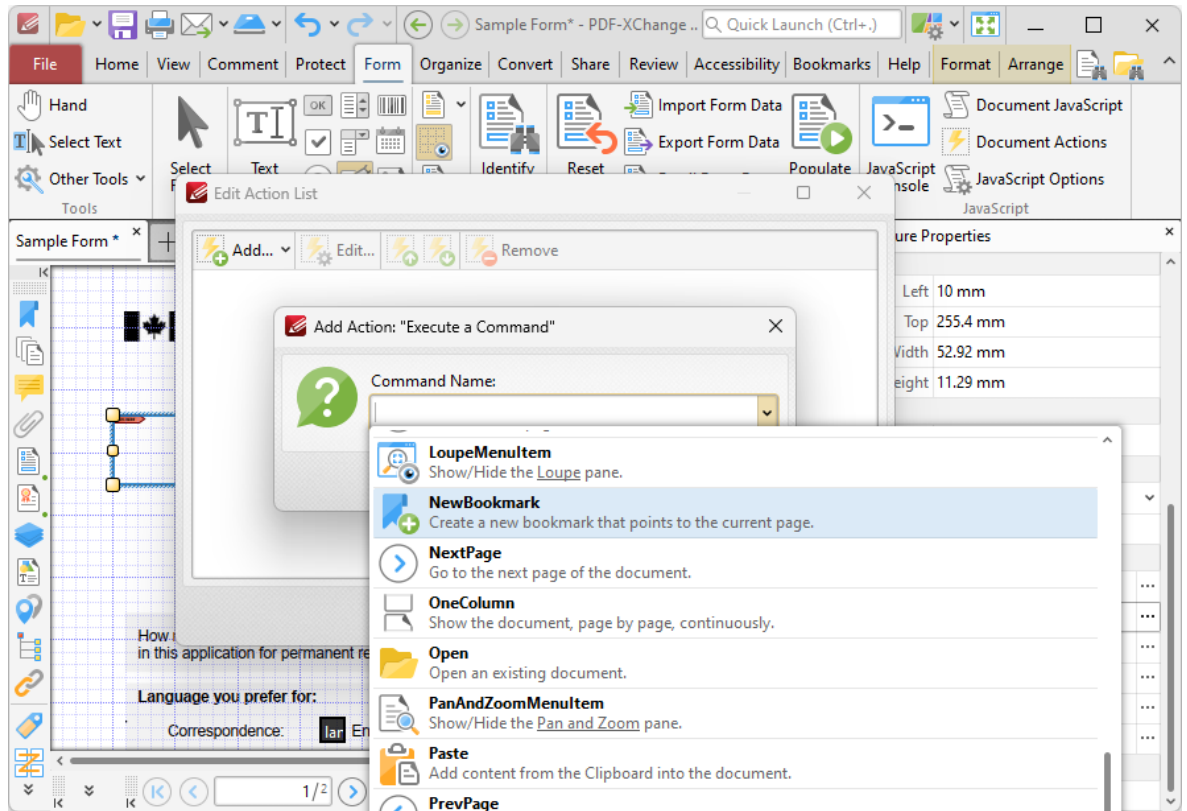 Sample Form* - PDF-XChange ..
Quick Launch (Ctrl+.)
File
Home
View
Comment
Protect
Form
Organize
Convert
Share
Review
Accessibility
Bookmarks
Help
Format
Arrange
Hand
Select Text
Other Tools
Tools
Select
Text
OK
Identify
Reset
Import Form Data
Export Form Data
Populate
JavaScript
Document JavaScript
Document Actions
JavaScript Options
JavaScript
Sample Form *
Edit Action List
Add...
Edit...
Remove
ure Properties
Left 10 mm
Top 255.4 mm
Width 52.92 mm
eight 11.29 mm
Add Action: "Execute a Command"
Command Name:
LoupeMenuItem
Show/Hide the Loupe pane.
NewBookmark
Create a new bookmark that points to the current page.
NextPage
Go to the next page of the document.
OneColumn
Show the document, page by page, continuously.
Open
Open an existing document.
PanAndZoomMenuItem
Show/Hide the Pan and Zoom pane.
Paste
Add content from the Clipboard into the document.
PrevPage
How
in this application for permanent re
Language you prefer for:
Correspondence:
lar
En
1/2